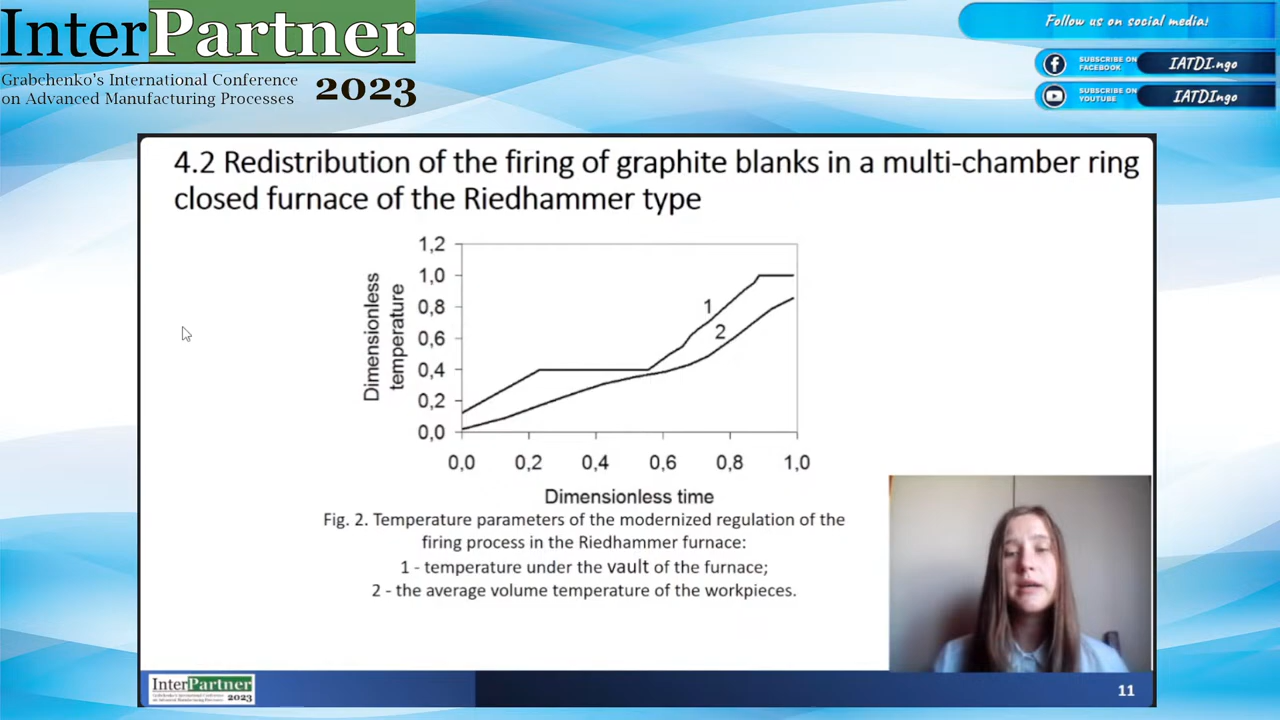 InterPartner
Grabchenko's International Conference
on Advanced Manufacturing Processes
2023
Follow us on social media!
SUBSCRIBE ON
FACEBOOK
IATDI.ngo
SUBSCRIBE ON
YOUTUBE
IATDIngo
4.2 Redistribution of the firing of graphite blanks in a multi-chamber ring
closed furnace of the Riedhammer type
Dimensionless
temperature
1,2
1,0
0,8
0,6
0,4
0,2
0,0
1
2
0,0 0,2 0,4 0,6 0,8 1,0
Dimensionless time
Fig. 2. Temperature parameters of the modernized regulation of the
firing process in the Riedhammer furnace:
1 - temperature under the vault of the furnace;
2 - the average volume temperature of the workpieces.
InterPartner
2023
11